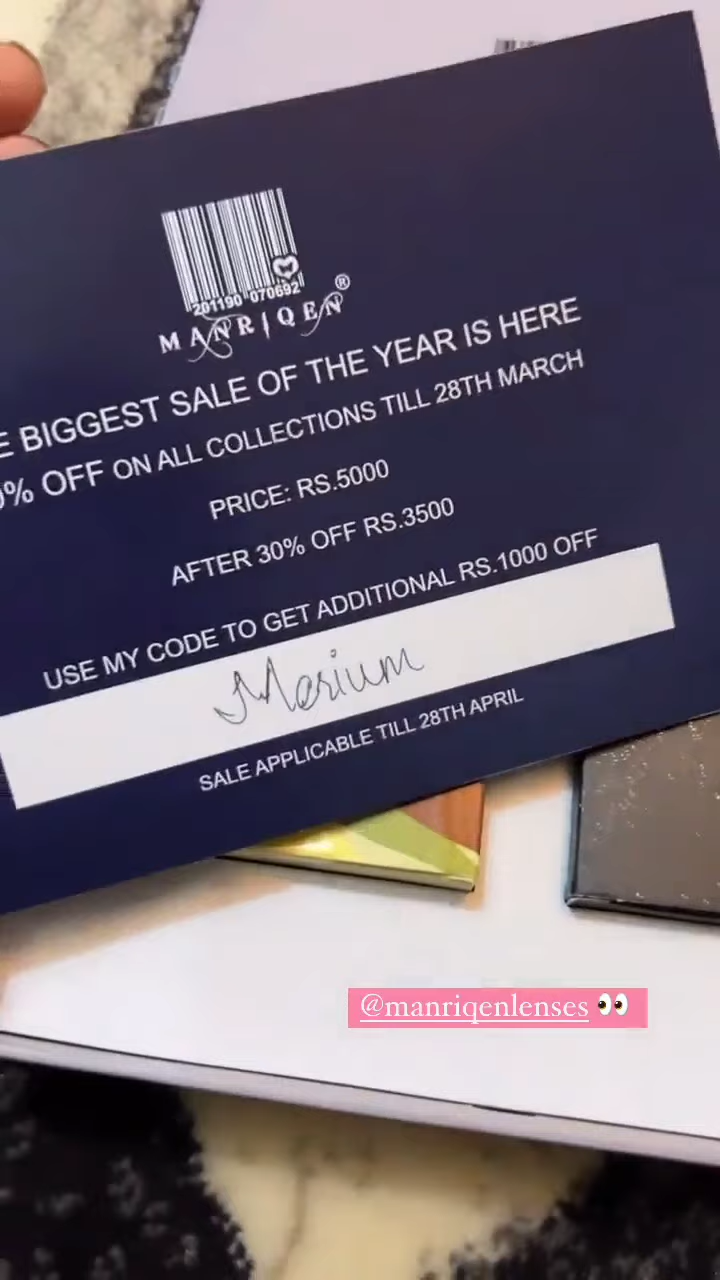 201190 070692
MANRIQEN®
BIGGEST SALE OF THE YEAR IS HERE
% OFF ON ALL COLLECTIONS TILL 28TH MARCH
PRICE: RS.5000
AFTER 30% OFF RS.3500
USE MY CODE TO GET ADDITIONAL RS.1000 OFF
Marium
SALE APPLICABLE TILL 28TH APRIL
@manriqenlenses 👀